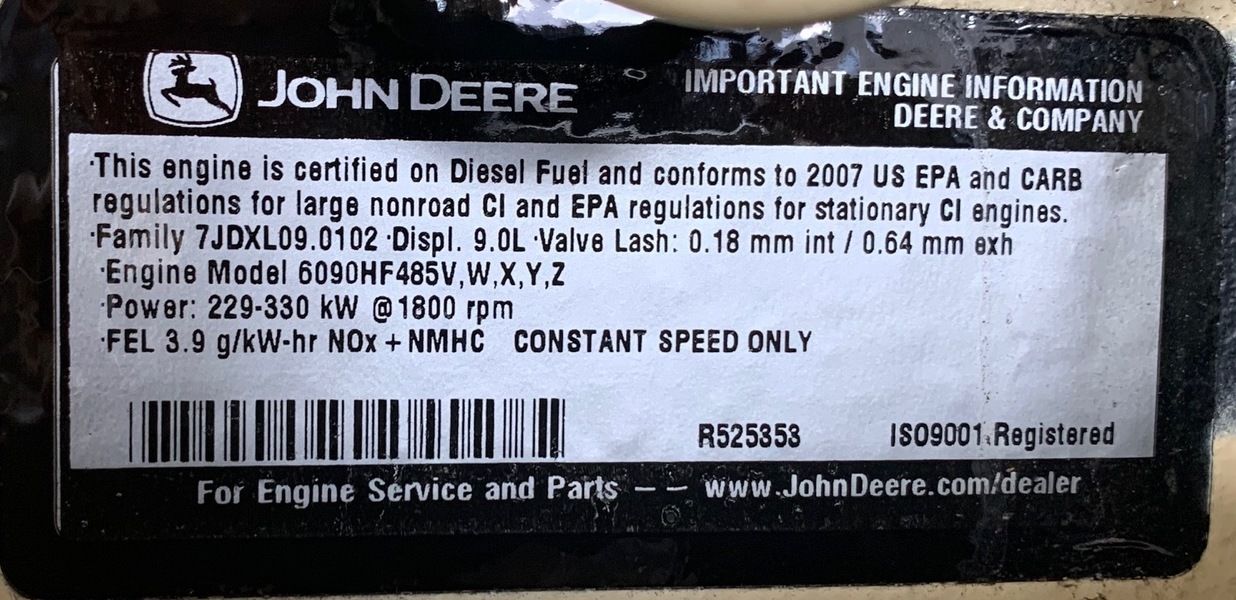 JOHN DEERE
IMPORTANT ENGINE INFORMATION
DEERE & COMPANY
·This engine is certified on Diesel Fuel and conforms to 2007 US EPA and CARB
regulations for large nonroad CI and EPA regulations for stationary CI engines.
·Family 7JDXL09.0102 ·Displ. 9.0L ·Valve Lash: 0.18 mm int / 0.64 mm exh
·Engine Model 6090HF485V,W,X,Y,Z
·Power: 229-330 kW @1800 rpm
·FEL 3.9 g/kW-hr NOx + NMHC CONSTANT SPEED ONLY
R525353 ISO9001 Registered
For Engine Service and Parts -- www.JohnDeere.com/dealer